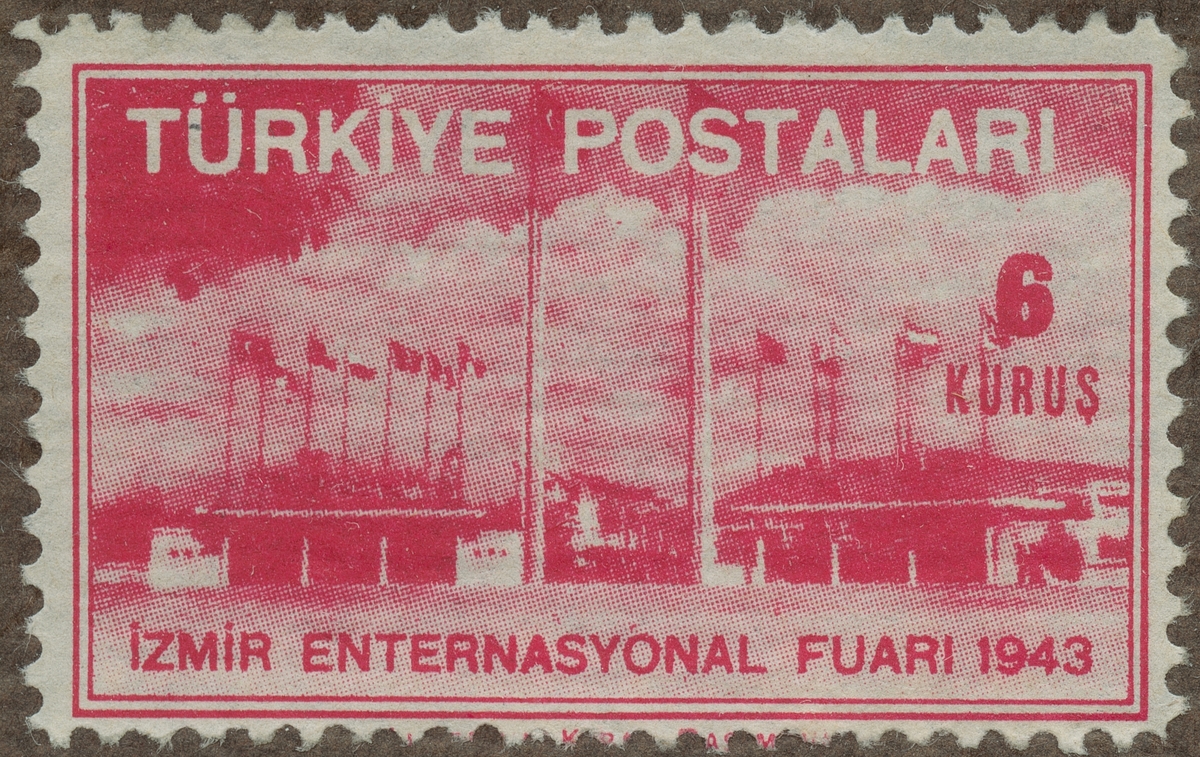 TÜRKİYE POSTALARI
6
KURUŞ
İZMİR ENTERNASYONAL FUARI 1943